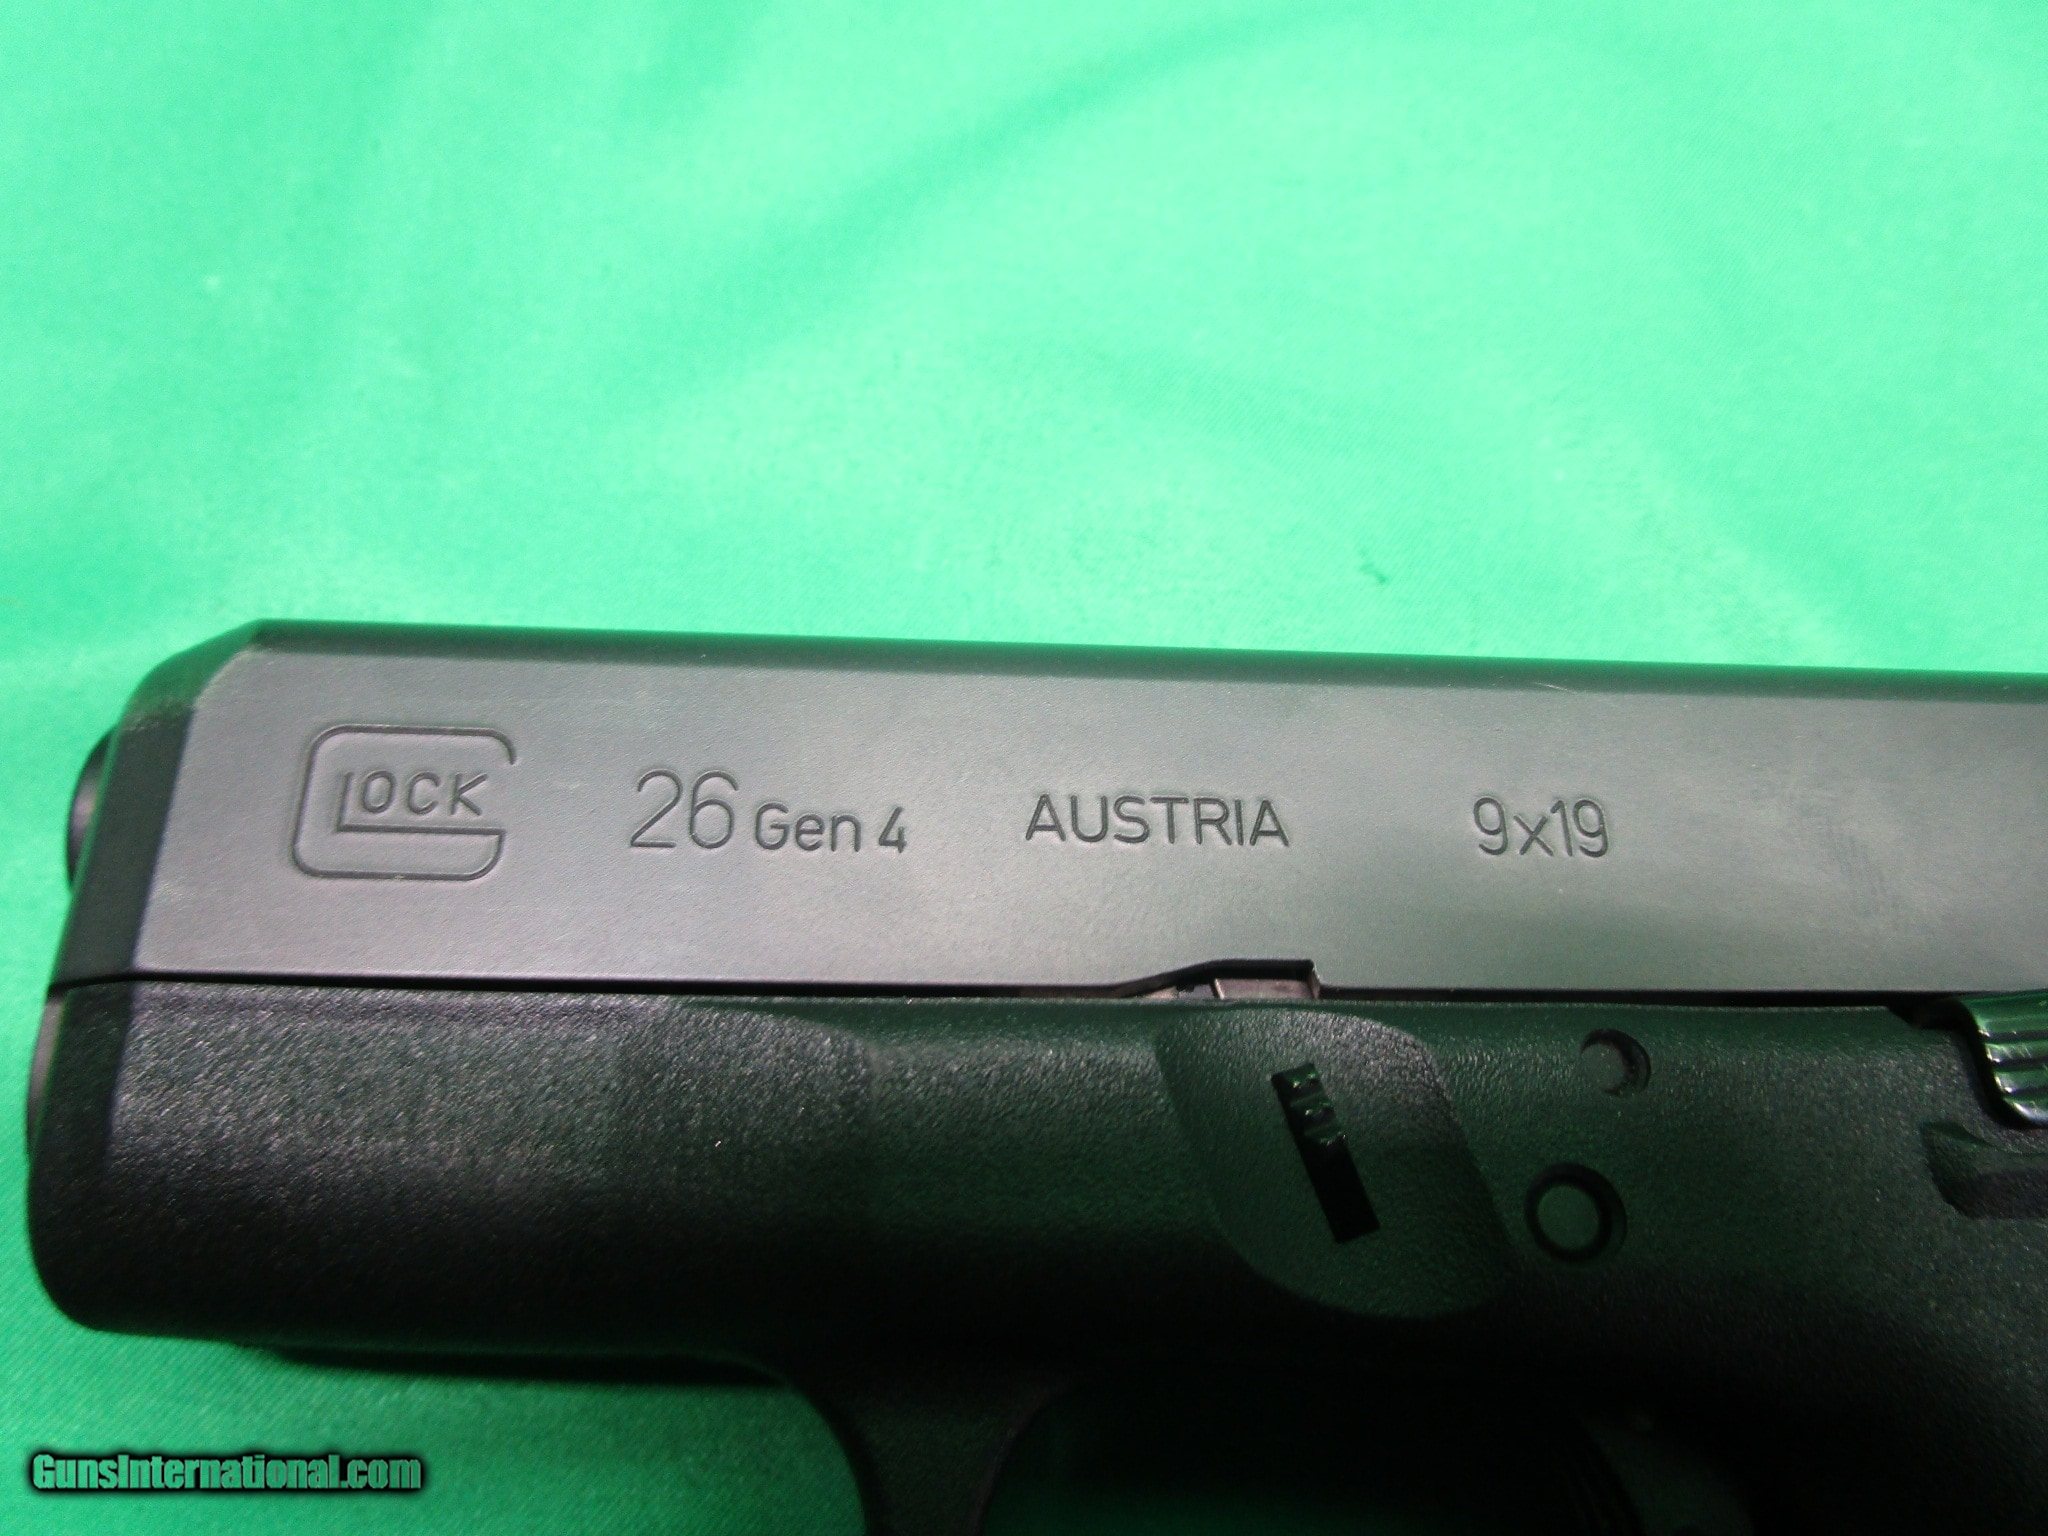 GLOCK 26 Gen 4 AUSTRIA 9x19
GunsInternational.com